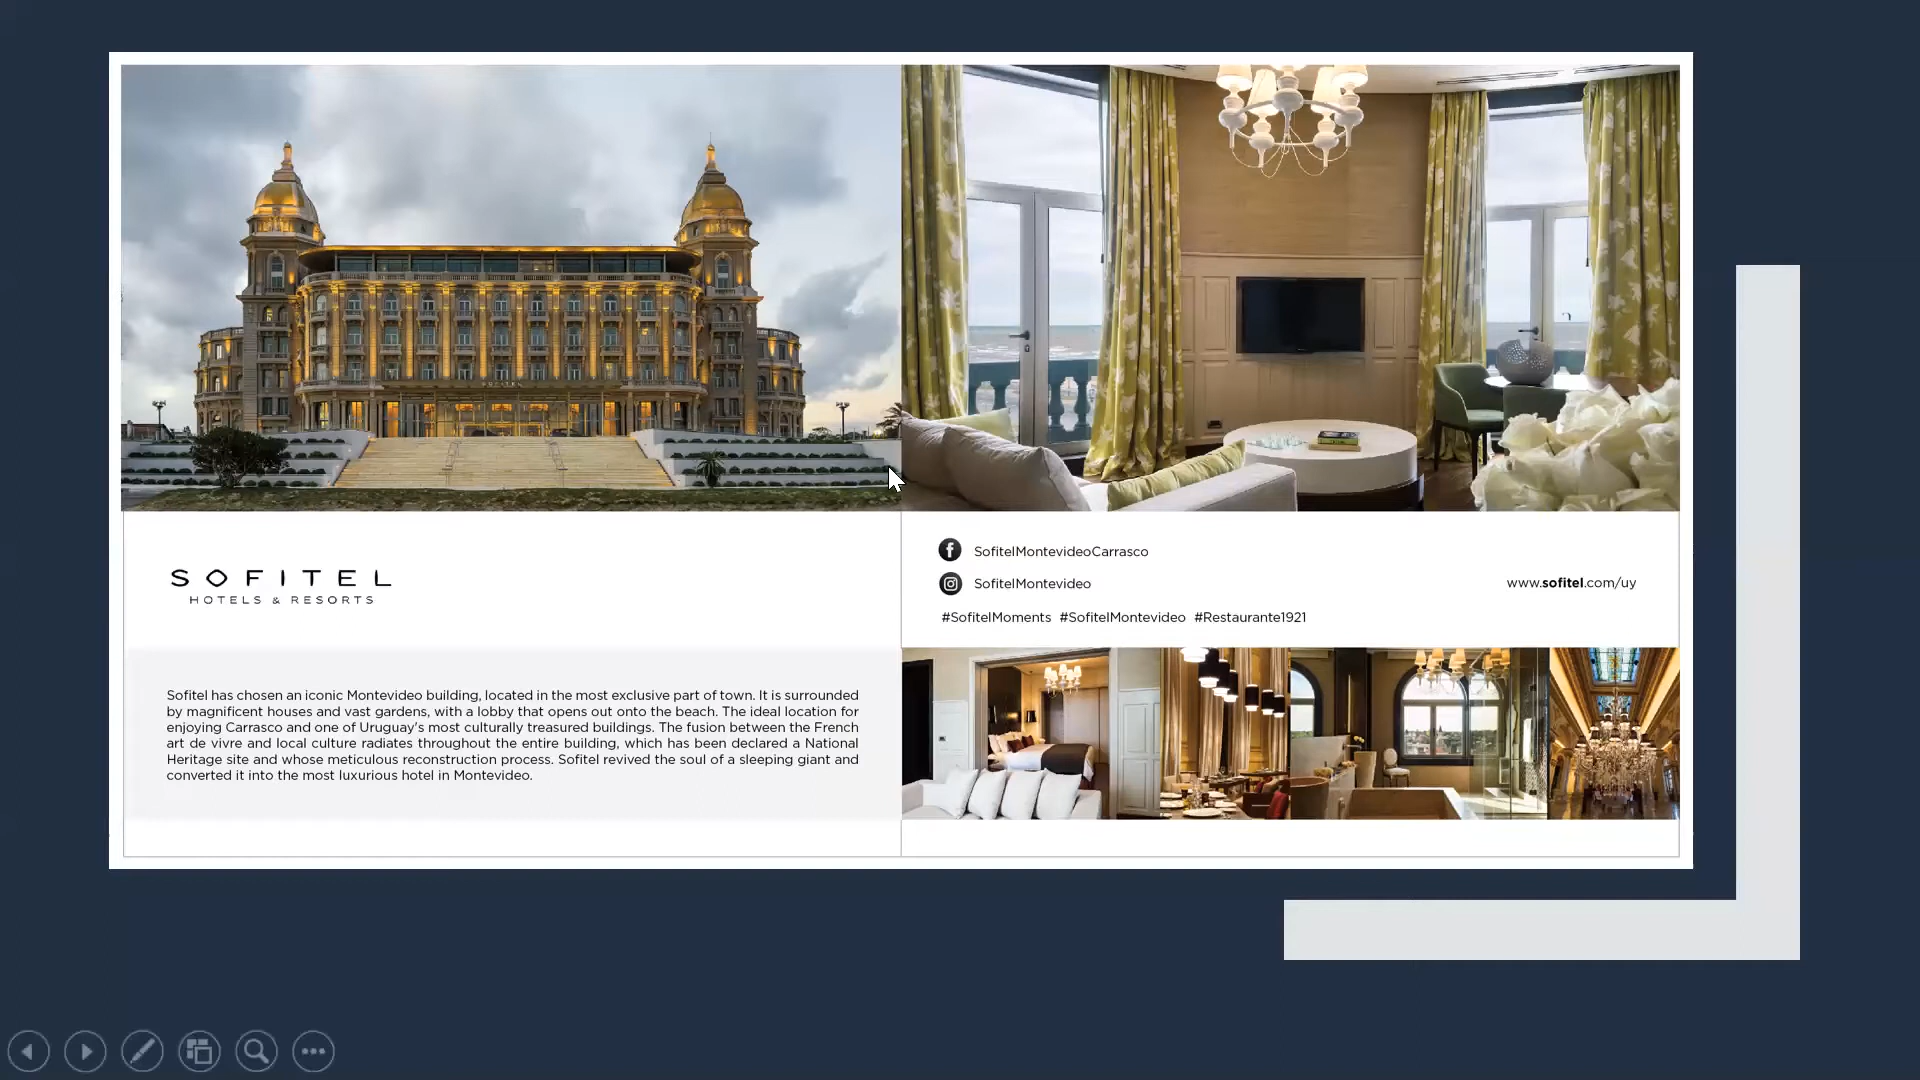 SOFITEL
SOFITEL
HOTELS & RESORTS
SofitelMontevideoCarrasco
SofitelMontevideo
#SofitelMoments #SofitelMontevideo #Restaurante1921
www.sofitel.com/uy
Sofitel has chosen an iconic Montevideo building, located in the most exclusive part of town. It is surrounded
by magnificent houses and vast gardens, with a lobby that opens out onto the beach. The ideal location for
enjoying Carrasco and one of Uruguay's most culturally treasured buildings. The fusion between the French
art de vivre and local culture radiates throughout the entire building, which has been declared a National
Heritage site and whose meticulous reconstruction process. Sofitel revived the soul of a sleeping giant and
converted it into the most luxurious hotel in Montevideo.